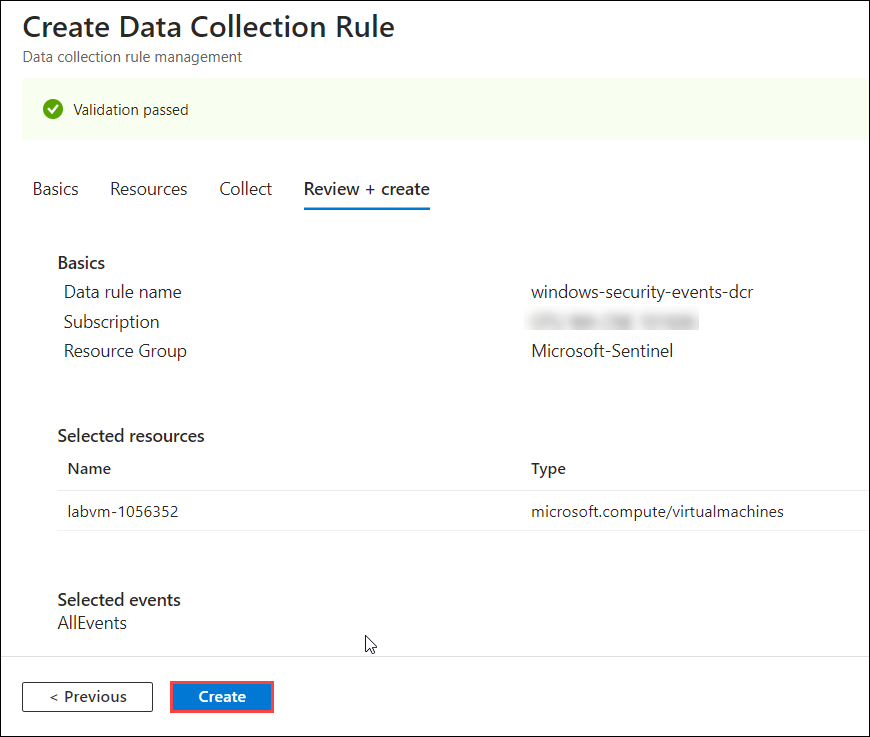 Create Data Collection Rule
Data collection rule management
Validation passed
Basics Resources Collect Review + create
Basics
Data rule name windows-security-events-dcr
Subscription
Resource Group Microsoft-Sentinel
Selected resources
Name Type
labvm-1056352 microsoft.compute/virtualmachines
Selected events
AllEvents
< Previous Create